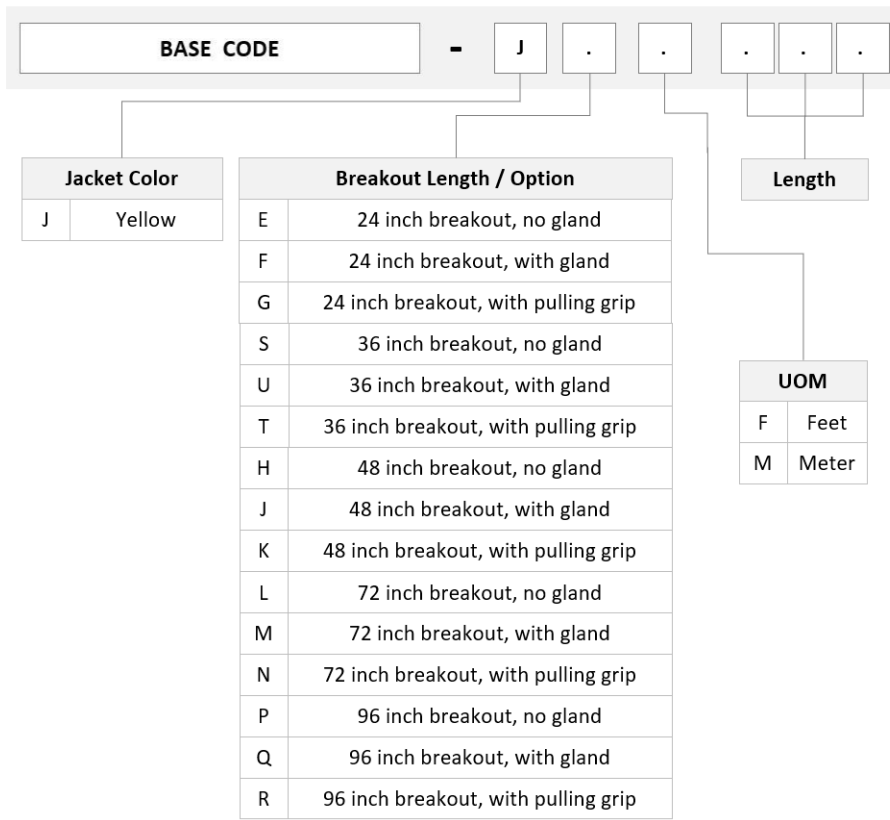 BASE CODE - J . . . . .
Jacket Color
J Yellow
Breakout Length / Option
E 24 inch breakout, no gland
F 24 inch breakout, with gland
G 24 inch breakout, with pulling grip
S 36 inch breakout, no gland
U 36 inch breakout, with gland
T 36 inch breakout, with pulling grip
H 48 inch breakout, no gland
J 48 inch breakout, with gland
K 48 inch breakout, with pulling grip
L 72 inch breakout, no gland
M 72 inch breakout, with gland
N 72 inch breakout, with pulling grip
P 96 inch breakout, no gland
Q 96 inch breakout, with gland
R 96 inch breakout, with pulling grip
Length
UOM
F Feet
M Meter